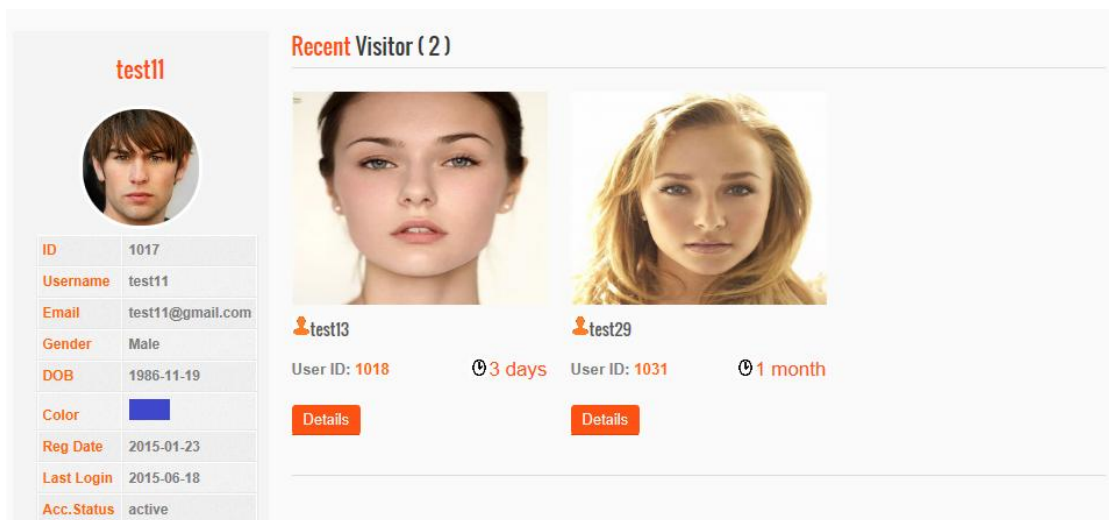 test11
ID 1017
Username test11
Email test11@gmail.com
Gender Male
DOB 1986-11-19
Color
Reg Date 2015-01-23
Last Login 2015-06-18
Acc.Status active
Recent Visitor ( 2 )
test13
User ID: 1018 3 days
Details
test29
User ID: 1031 1 month
Details